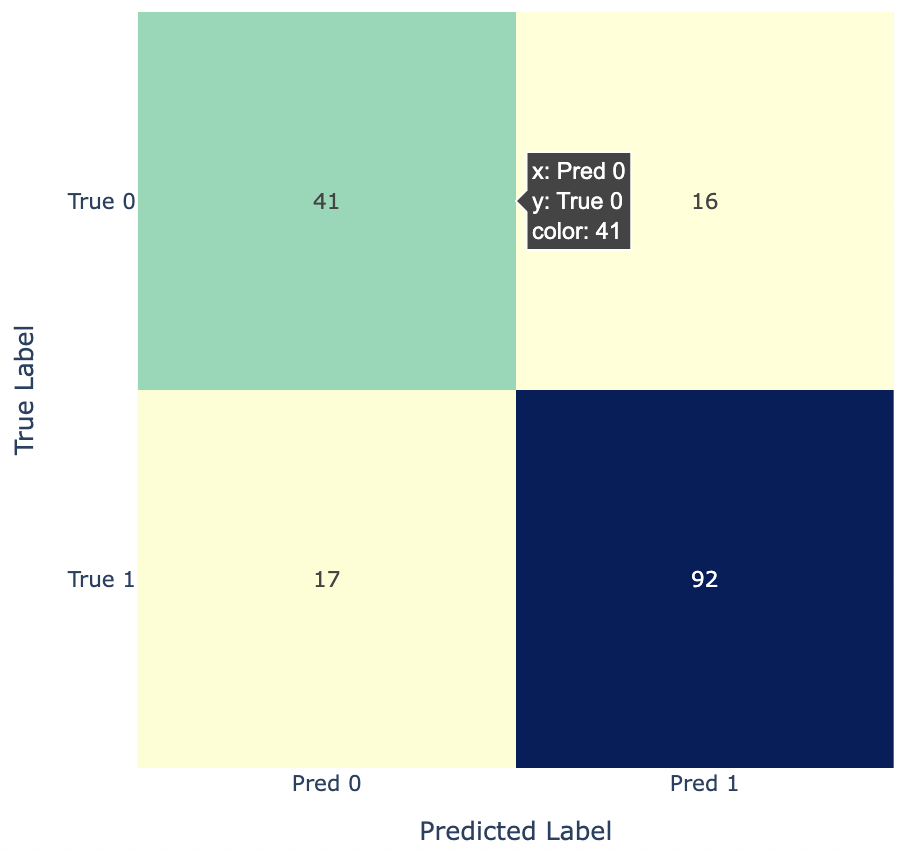 True 0
41
x: Pred 0
y: True 0
color: 41
16
True Label
True 1
17
92
Pred 0
Pred 1
Predicted Label